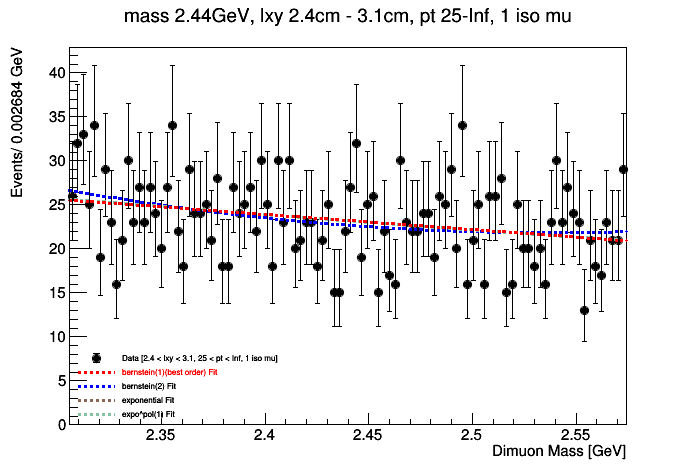 mass 2.44GeV, lxy 2.4cm - 3.1cm, pt 25-Inf, 1 iso mu
Events/ 0.002684 GeV
40
35
30
25
20
15
10
5
0
Data [2.4 < lxy < 3.1, 25 < pt < Inf, 1 iso mu]
bernstein(1)(best order) Fit
bernstein(2) Fit
exponential Fit
expo*pol(1) Fit
2.35
2.4
2.45
2.5
2.55
Dimuon Mass [GeV]